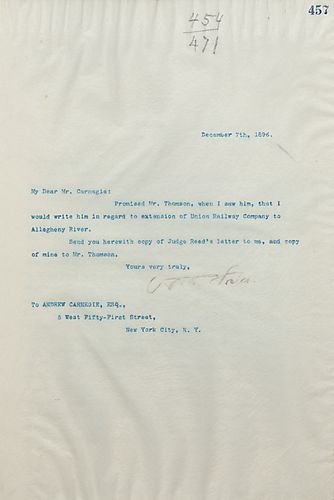 457
454
471
December 7th, 1896.
My Dear Mr. Carnegie:
Promised Mr. Thomson, when I saw him, that I
would write him in regard to extension of Union Railway Company to
Allegheny River.
Send you herewith copy of Judge Reed's letter to me, and copy
of mine to Mr. Thomson.
Yours very truly,
To ANDREW CARNEGIE, ESQ.,
5 West Fifty-First Street,
New York City, N. Y.